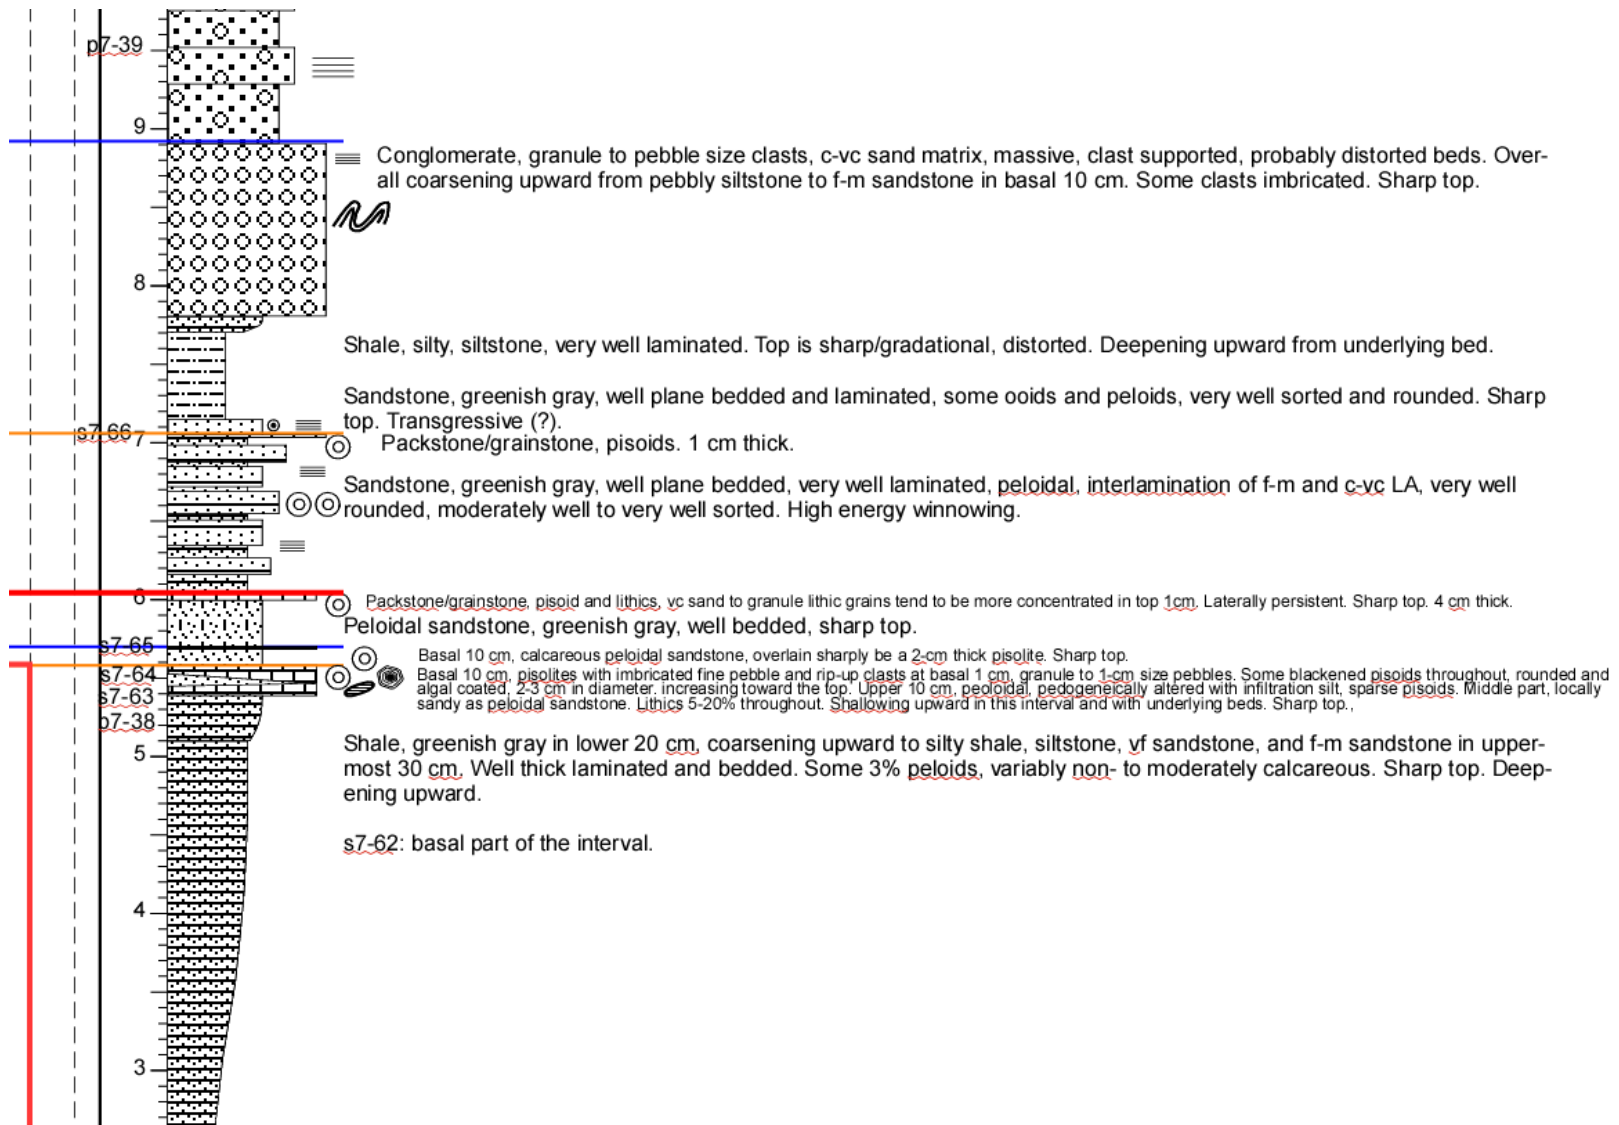 p7-39
9
Conglomerate, granule to pebble size clasts, c-vc sand matrix, massive, clast supported, probably distorted beds. Over-
all coarsening upward from pebbly siltstone to f-m sandstone in basal 10 cm. Some clasts imbricated. Sharp top.
8
Shale, silty, siltstone, very well laminated. Top is sharp/gradational, distorted. Deepening upward from underlying bed.
Sandstone, greenish gray, well plane bedded and laminated, some ooids and peloids, very well sorted and rounded. Sharp
top. Transgressive (?).
s7-66
7
Packstone/grainstone, pisoids. 1 cm thick.
Sandstone, greenish gray, well plane bedded, very well laminated, peloidal, interlamination of f-m and c-vc LA, very well
rounded, moderately well to very well sorted. High energy winnowing.
6
Packstone/grainstone, pisoid and lithics, vc sand to granule lithic grains tend to be more concentrated in top 1cm. Laterally persistent. Sharp top. 4 cm thick.
Peloidal sandstone, greenish gray, well bedded, sharp top.
s7-65
Basal 10 cm, calcareous peloidal sandstone, overlain sharply be a 2-cm thick pisolite. Sharp top.
s7-64
Basal 10 cm, pisolites with imbricated fine pebble and rip-up clasts at basal 1 cm, granule to 1-cm size pebbles. Some blackened pisoids throughout, rounded and
algal coated, 2-3 cm in diameter. increasing toward the top. Upper 10 cm, peoloidal, pedogeneically altered with infiltration silt, sparse pisoids. Middle part, locally
s7-63
sandy as peloidal sandstone. Lithics 5-20% throughout. Shallowing upward in this interval and with underlying beds. Sharp top.,
p7-38
5
Shale, greenish gray in lower 20 cm, coarsening upward to silty shale, siltstone, vf sandstone, and f-m sandstone in upper-
most 30 cm. Well thick laminated and bedded. Some 3% peloids, variably non- to moderately calcareous. Sharp top. Deep-
ening upward.
s7-62: basal part of the interval.
4
3